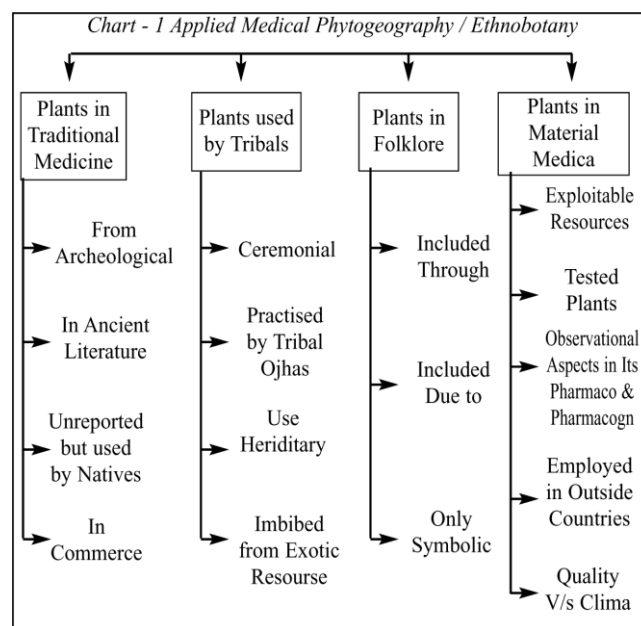 Chart - 1 Applied Medical Phytogeography / Ethnobotany
Plants in
Traditional
Medicine
From
Archeological
In Ancient
Literature
Unreported
but used
by Natives
In
Commerce
Plants used
by Tribals
Ceremonial
Practised
by Tribal
Ojhas
Use
Heriditary
Imbibed
from Exotic
Resourse
Plants in
Folklore
Included
Through
Included
Due to
Only
Symbolic
Plants in
Material
Medica
Exploitable
Resources
Tested
Plants
Observational
Aspects in Its
Pharmaco &
Pharmacogn
Employed
in Outside
Countries
Quality
V/s Clima